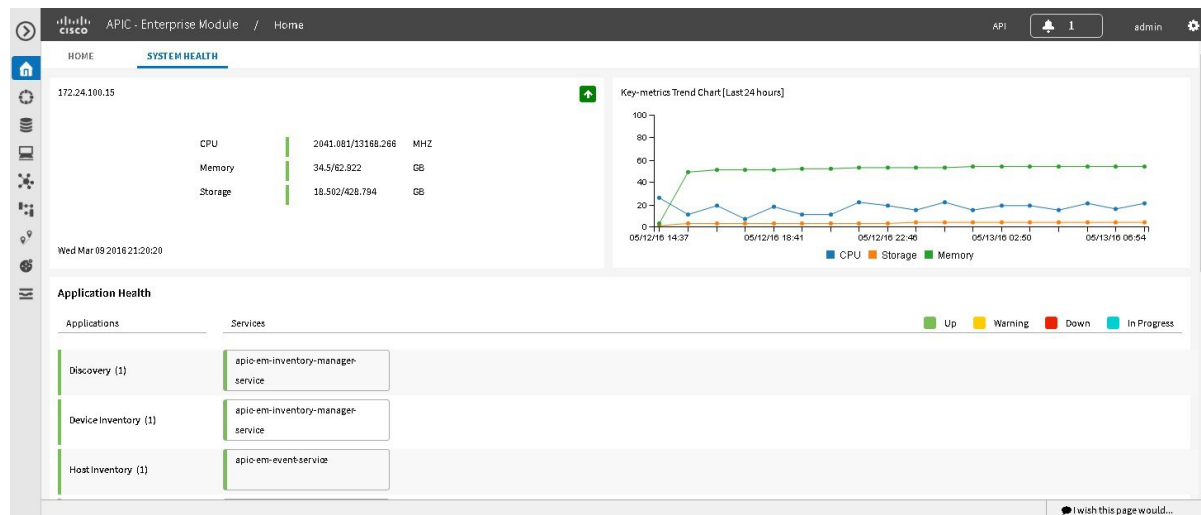 cisco APIC - Enterprise Module / Home API 1 admin
HOME SYSTEM HEALTH
172.24.100.15
CPU 2041.081/13168.266 MHZ
Memory 34.5/62.922 GB
Storage 18.502/428.794 GB
Wed Mar 09 2016 21:20:20
Key-metrics Trend Chart [Last 24 hours]
100
80
60
40
20
0
05/12/16 14:37 05/12/16 18:41 05/12/16 22:46 05/13/16 02:50 05/13/16 06:54
CPU Storage Memory
Application Health
Applications Services Up Warning Down In Progress
Discovery (1)
apic-em-inventory-manager-
service
Device Inventory (1)
apic-em-inventory-manager-
service
Host Inventory (1)
apic-em-event-service
I wish this page would...